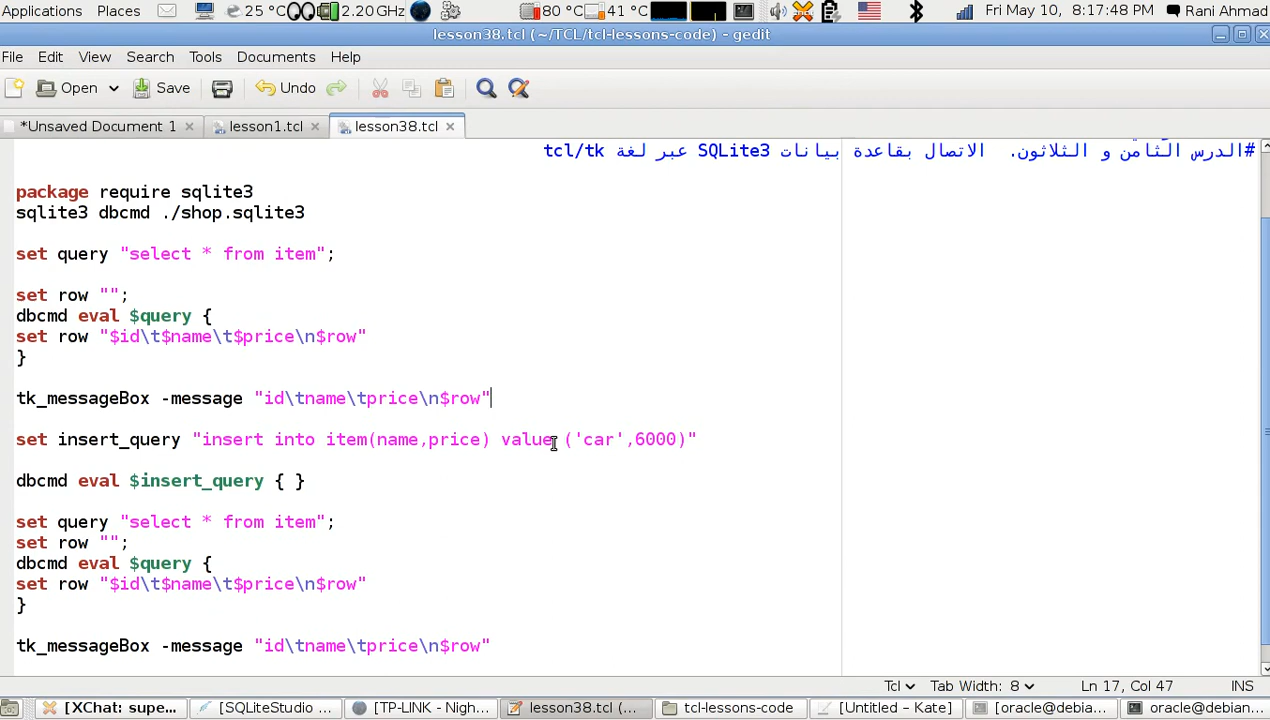 Applications Places 25 °C 2.20 GHz 80 °C 41 °C Fri May 10, 8:17:48 PM Rani Ahmad
lesson38.tcl (~/TCL/tcl-lessons-code) - gedit
File Edit View Search Tools Documents Help
Open Save Undo
*Unsaved Document 1 lesson1.tcl lesson38.tcl
#الدرس الثامن و الثلاثون. الاتصال بقاعدة بيانات SQLite3 عبر لغة tcl/tk
package require sqlite3
sqlite3 dbcmd ./shop.sqlite3
set query "select * from item";
set row "";
dbcmd eval $query {
set row "$id\t$name\t$price\n$row"
}
tk_messageBox -message "id\tname\tprice\n$row"
set insert_query "insert into item(name,price) value ('car',6000)"
dbcmd eval $insert_query { }
set query "select * from item";
set row "";
dbcmd eval $query {
set row "$id\t$name\t$price\n$row"
}
tk_messageBox -message "id\tname\tprice\n$row"
Tcl Tab Width: 8 Ln 17, Col 47 INS
[XChat: supe... [SQLiteStudio ... [TP-LINK - Nigh... lesson38.tcl (... tcl-lessons-code [Untitled - Kate] [oracle@debian... oracle@debian...